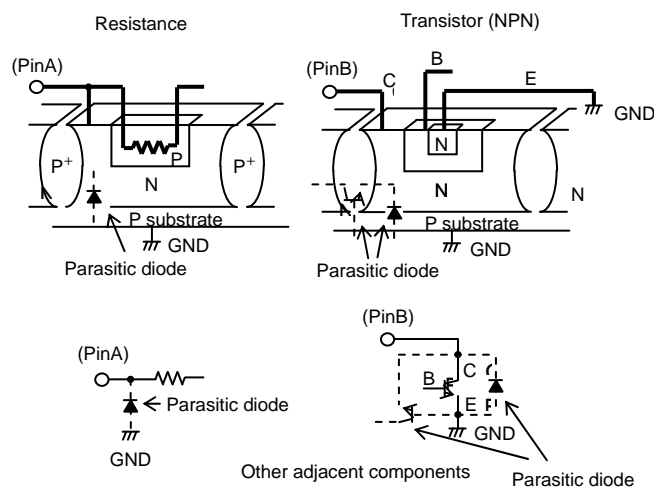 Resistance
Transistor (NPN)
(PinA)
(PinB)
C
B
E
GND
P⁺
P
P⁺
N
N
N
N
P substrate
GND
Parasitic diode
P substrate
GND
Parasitic diode
(PinA)
Parasitic diode
GND
(PinB)
C
B
E
GND
Other adjacent components
Parasitic diode